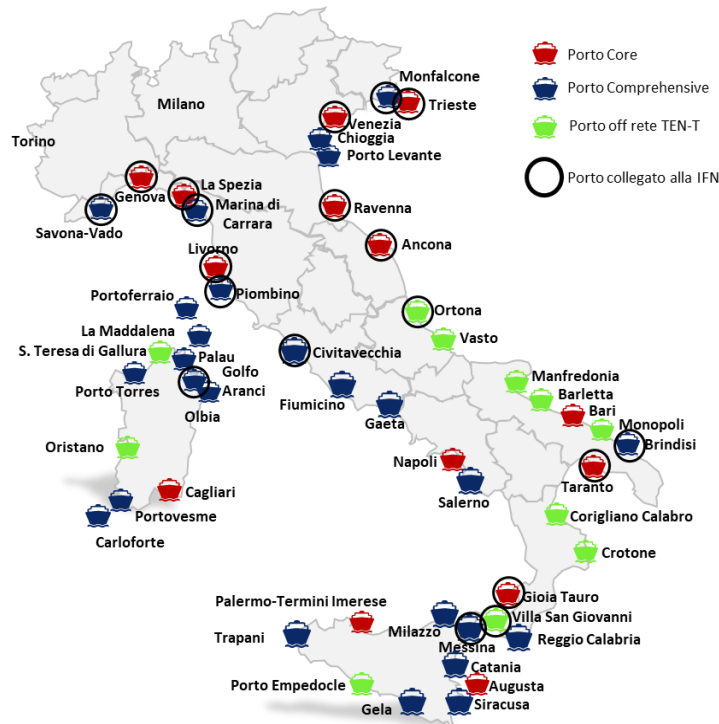 Porto Core
Monfalcone
Porto Comprehensive
Milano
Trieste
Venezia
Porto off rete TEN-T
Chioggia
Torino
Porto Levante
Porto collegato alla IFN
La Spezia
Genova
Marina di
Carrara
Ravenna
Savona-Vado
Ancona
Livorno
Piombino
Portoferraio
Ortona
La Maddalena
Vasto
S. Teresa di Gallura
Palau
Civitavecchia
Golfo
Aranci
Porto Torres
Manfredonia
Barletta
Fiumicino
Bari
Olbia
Gaeta
Monopoli
Brindisi
Oristano
Napoli
Taranto
Cagliari
Salerno
Portovesme
Corigliano Calabro
Carloforte
Crotone
Gioia Tauro
Palermo-Termini Imerese
Villa San Giovanni
Trapani
Milazzo
Reggio Calabria
Messina
Catania
Porto Empedocle
Augusta
Gela
Siracusa